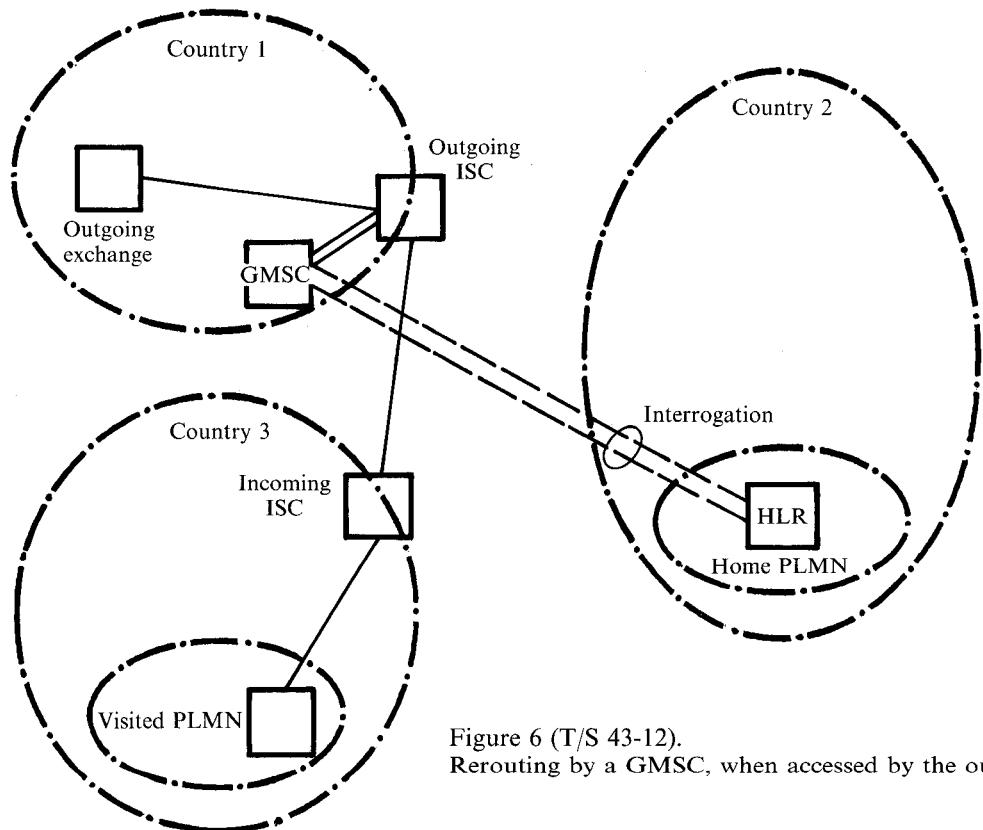 Country 1
Country 2
Outgoing
ISC
Outgoing
exchange
GMSC
Country 3
Interrogation
Incoming
ISC
HLR
Home PLMN
Visited PLMN
Figure 6 (T/S 43-12).
Rerouting by a GMSC, when accessed by the